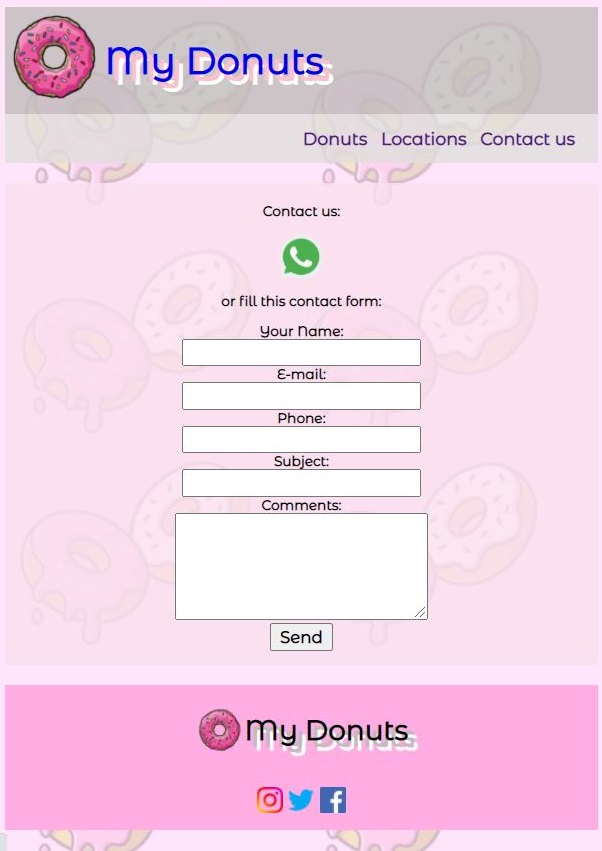 My Donuts
Donuts Locations Contact us
Contact us:
or fill this contact form:
Your Name:
E-mail:
Phone:
Subject:
Comments:
Send
My Donuts